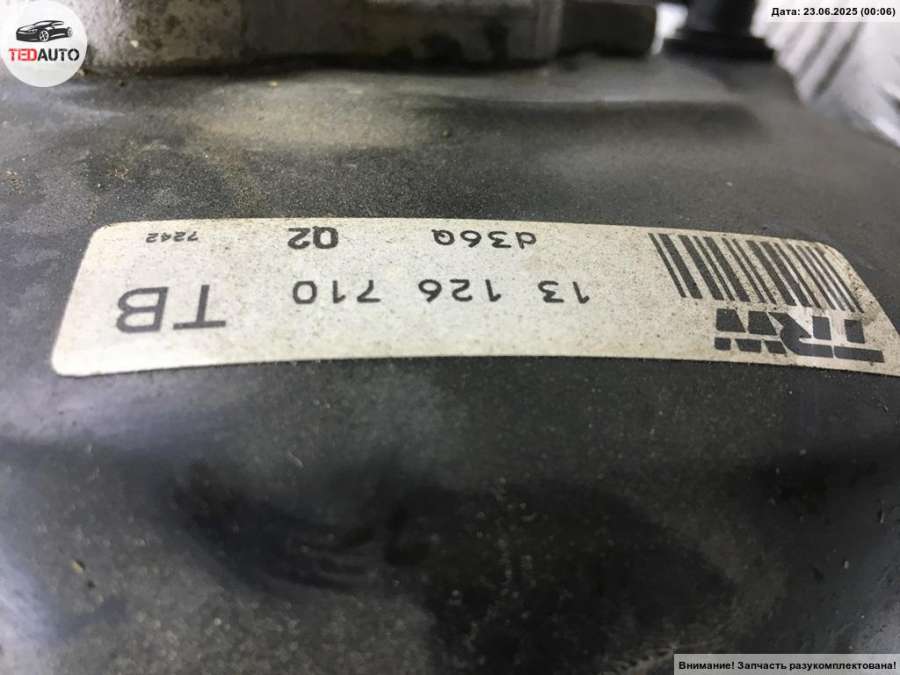 TEDAUTO
Дата: 23.06.2025 (00:06)
TRW
13 126 710 TB
d36Q Q2 7242
Внимание! Запчасть разукомплектована!